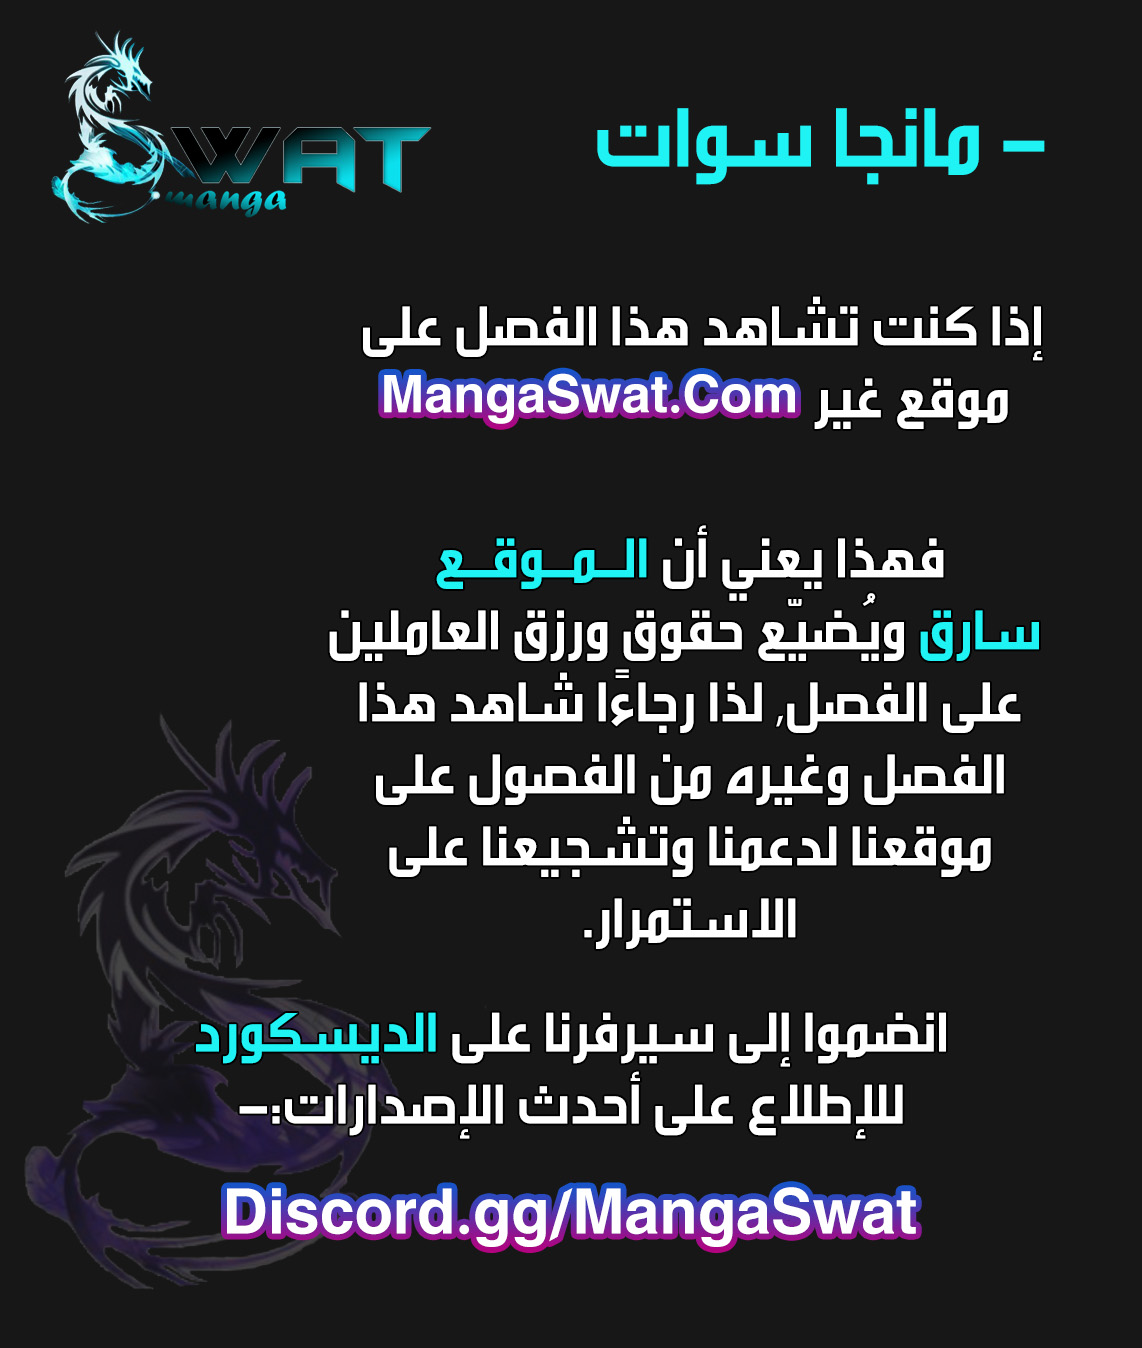 SWAT
manga
- مانجا سوات
إذا كنت تشاهد هذا الفصل على
موقع غير MangaSwat.Com
فهذا يعني أن الــمــوقــع
سارق ويُضيّع حقوق ورزق العاملين
على الفصل, لذا رجاءًا شاهد هذا
الفصل وغيره من الفصول على
موقعنا لدعمنا وتشجيعنا على
الاستمرار.
انضموا إلى سيرفرنا على الديسكورد
للإطلاع على أحدث الإصدارات:-
Discord.gg/MangaSwat